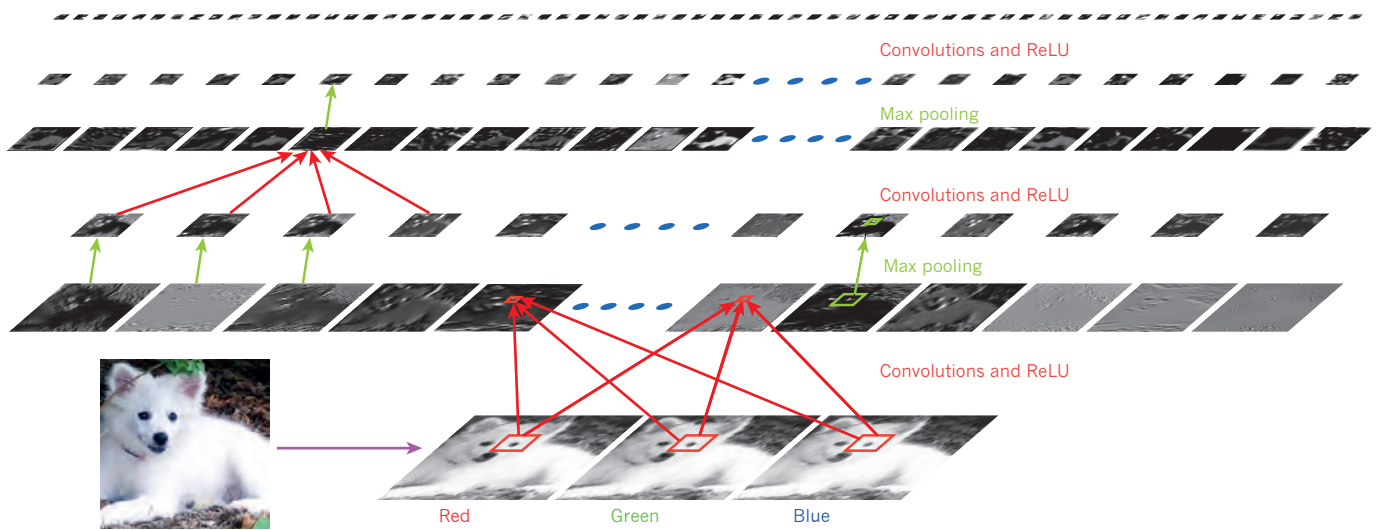 Convolutions and ReLU
Max pooling
Convolutions and ReLU
Max pooling
Convolutions and ReLU
Red
Green
Blue